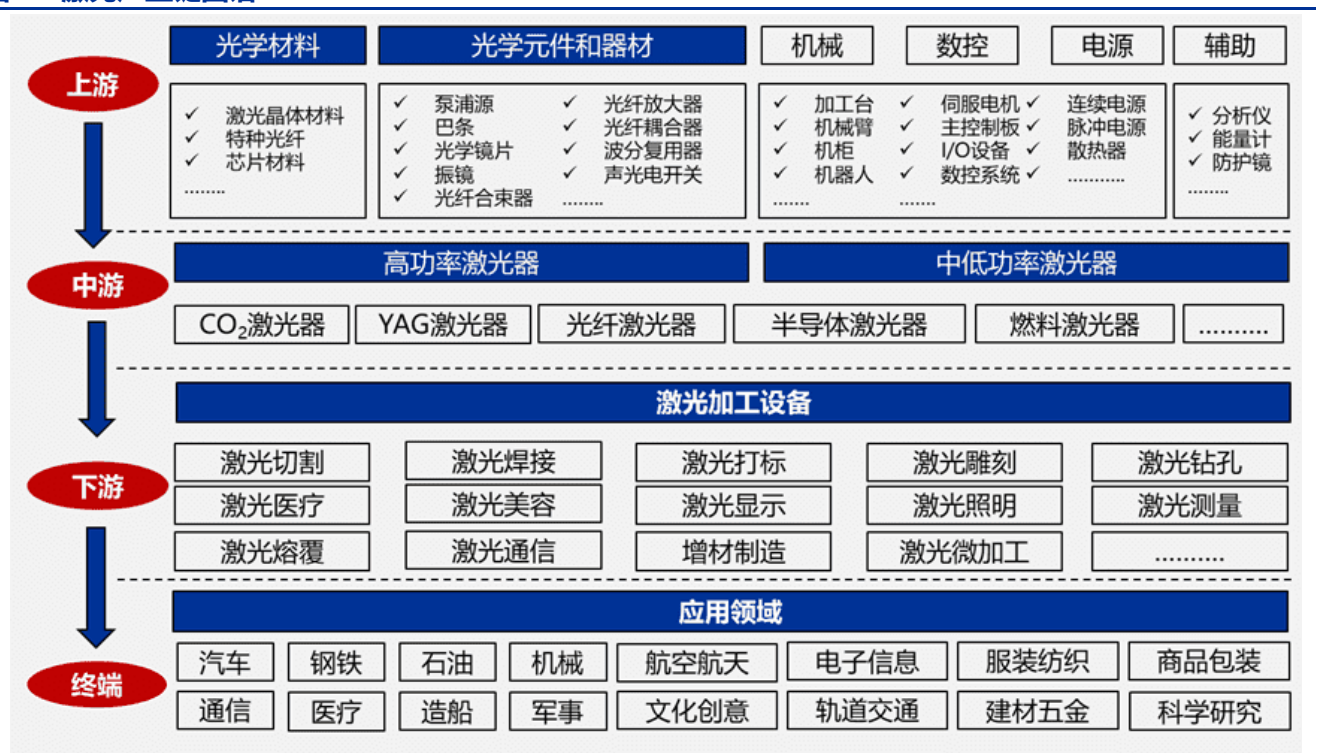 光学材料 光学元件和器材 机械 数控 电源 辅助
上游
✓ 激光晶体材料
✓ 特种光纤
✓ 芯片材料
........
✓ 泵浦源 ✓ 光纤放大器
✓ 巴条 ✓ 光纤耦合器
✓ 光学镜片 ✓ 波分复用器
✓ 振镜 ✓ 声光电开关
✓ 光纤合束器 ........
✓ 加工台 ✓ 伺服电机 ✓ 连续电源
✓ 机械臂 ✓ 主控制板 ✓ 脉冲电源
✓ 机柜 ✓ I/O设备 ✓ 散热器
✓ 机器人 ✓ 数控系统 ✓ ...........
....... .......
✓ 分析仪
✓ 能量计
✓ 防护镜
........
中游
高功率激光器 中低功率激光器
CO₂激光器 YAG激光器 光纤激光器 半导体激光器 燃料激光器 ..........
激光加工设备
下游
激光切割 激光焊接 激光打标 激光雕刻 激光钻孔
激光医疗 激光美容 激光显示 激光照明 激光测量
激光熔覆 激光通信 增材制造 激光微加工 ..........
应用领域
终端
汽车 钢铁 石油 机械 航空航天 电子信息 服装纺织 商品包装
通信 医疗 造船 军事 文化创意 轨道交通 建材五金 科学研究